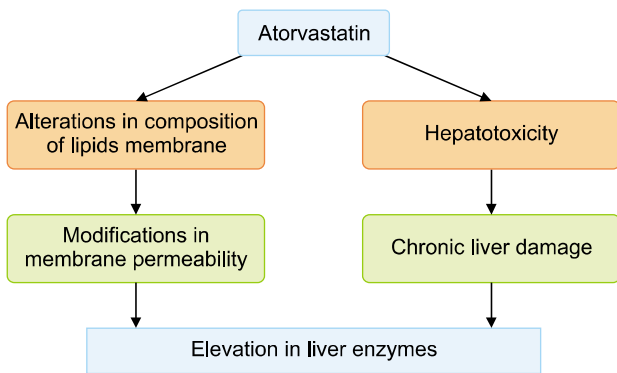 Atorvastatin
Alterations in composition
of lipids membrane
Hepatotoxicity
Modifications in
membrane permeability
Chronic liver damage
Elevation in liver enzymes